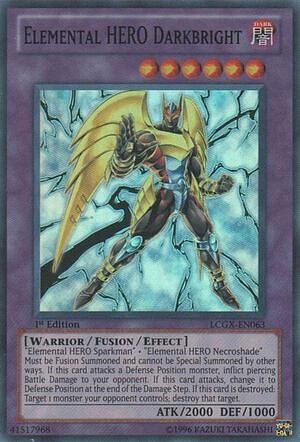 ELEMENTAL HERO DARKBRIGHT
DARK
闇
1st Edition
LCGX-EN063
[WARRIOR / FUSION / EFFECT]
"Elemental HERO Sparkman" + "Elemental HERO Necroshade"
Must be Fusion Summoned and cannot be Special Summoned by other
ways. If this card attacks a Defense Position monster, inflict piercing
Battle Damage to your opponent. If this card attacks, change it to
Defense Position at the end of the Damage Step. If this card is destroyed:
Target 1 monster your opponent controls; destroy that target.
ATK/2000 DEF/1000
41517968
©1996 KAZUKI TAKAHASHI